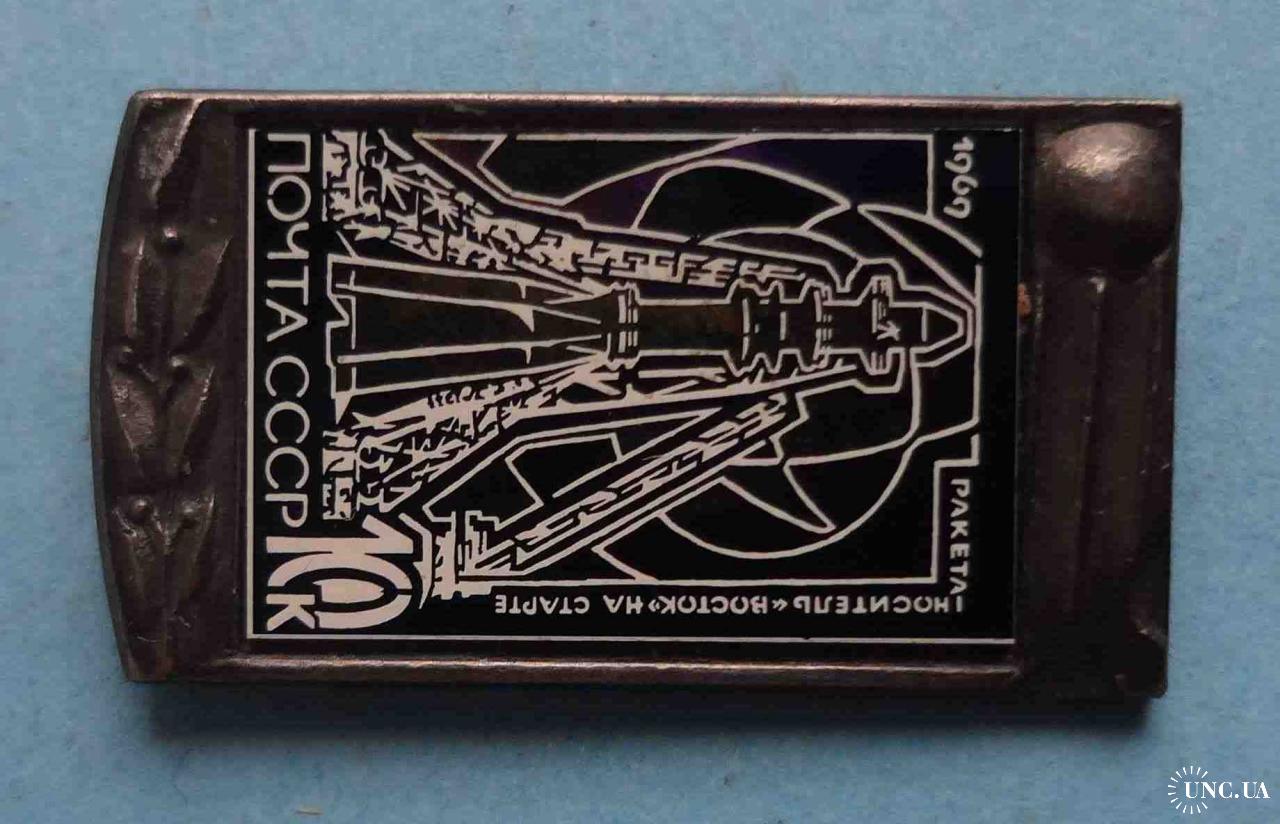 1969
РАКЕТА-
НОСИТЕЛЬ «ВОСТОК» НА СТАРТЕ
ПОЧТА СССР 10 К
UNC.UA